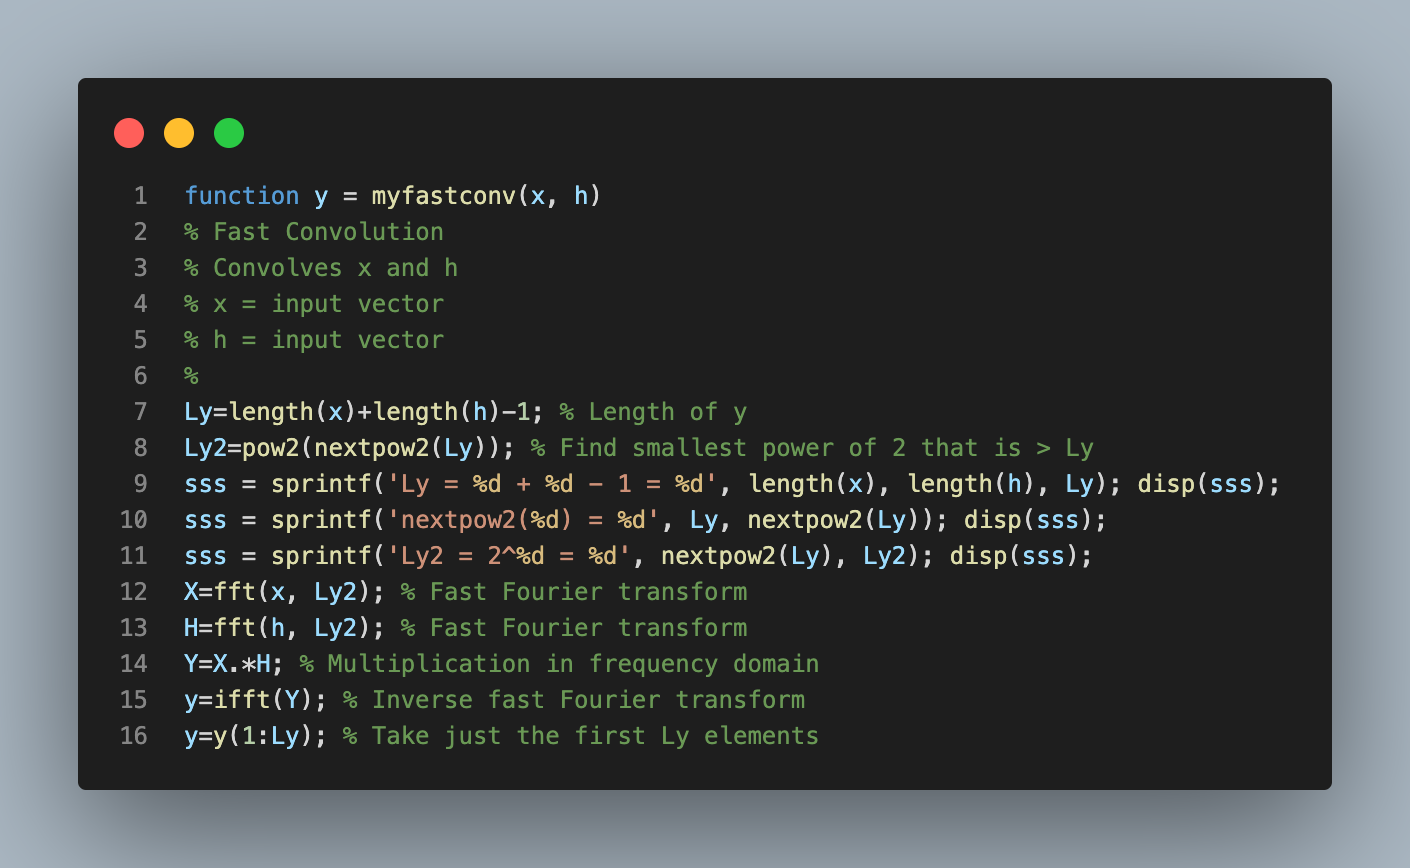 1 function y = myfastconv(x, h)
2 % Fast Convolution
3 % Convolves x and h
4 % x = input vector
5 % h = input vector
6 %
7 Ly=length(x)+length(h)-1; % Length of y
8 Ly2=pow2(nextpow2(Ly)); % Find smallest power of 2 that is > Ly
9 sss = sprintf('Ly = %d + %d - 1 = %d', length(x), length(h), Ly); disp(sss);
10 sss = sprintf('nextpow2(%d) = %d', Ly, nextpow2(Ly)); disp(sss);
11 sss = sprintf('Ly2 = 2^%d = %d', nextpow2(Ly), Ly2); disp(sss);
12 X=fft(x, Ly2); % Fast Fourier transform
13 H=fft(h, Ly2); % Fast Fourier transform
14 Y=X.*H; % Multiplication in frequency domain
15 y=ifft(Y); % Inverse fast Fourier transform
16 y=y(1:Ly); % Take just the first Ly elements